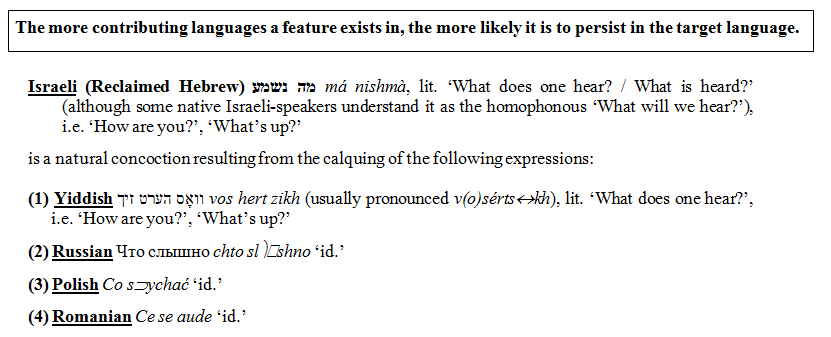 The more contributing languages a feature exists in, the more likely it is to persist in the target language.
Israeli (Reclaimed Hebrew) מה נשמע má nishmà, lit. ‘What does one hear? / What is heard?’
(although some native Israeli-speakers understand it as the homophonous ‘What will we hear?’),
i.e. ‘How are you?’, ‘What’s up?’
is a natural concoction resulting from the calquing of the following expressions:
(1) Yiddish וואָס הערט זיך vos hert zikh (usually pronounced v(o)sérts↔kh), lit. ‘What does one hear?’,
i.e. ‘How are you?’, ‘What’s up?’
(2) Russian Что слышно chto ‘id.’
(3) Polish Co s⊃ychać ‘id.’
(4) Romanian Ce se aude ‘id.’